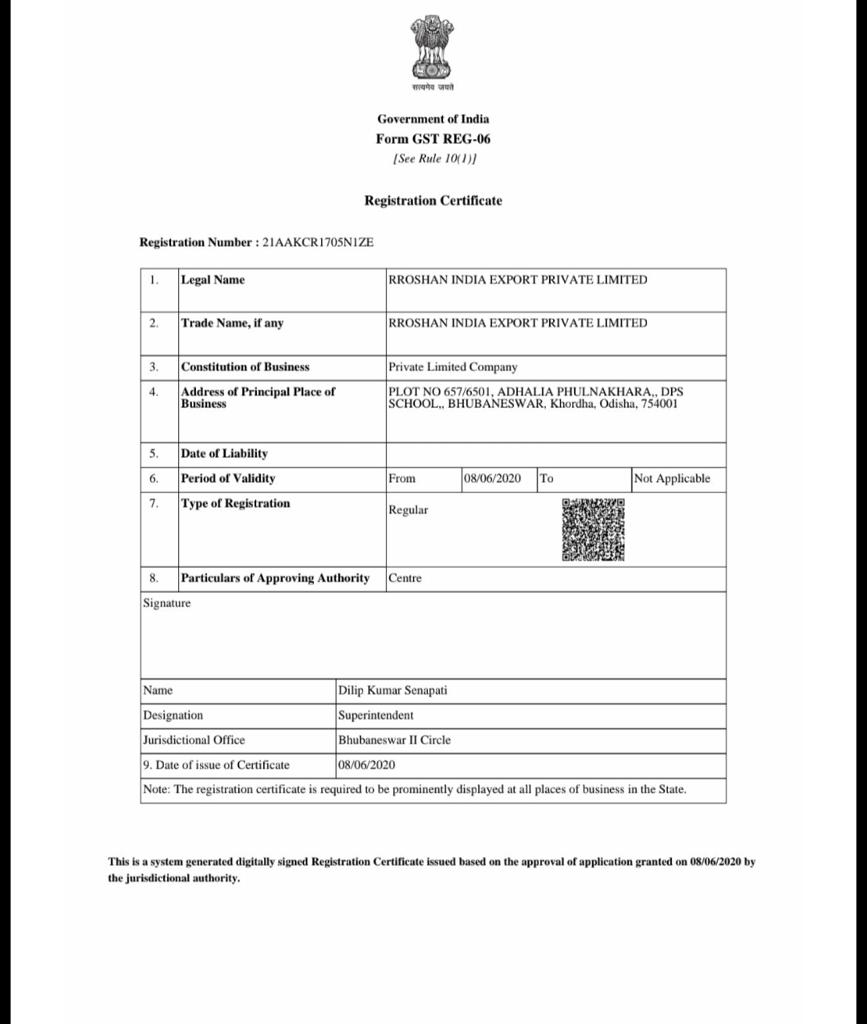 सत्यमेव जयते
Government of India
Form GST REG-06
[See Rule 10(1)]
Registration Certificate
Registration Number : 21AAKCR1705N1ZE
1. Legal Name RROSHAN INDIA EXPORT PRIVATE LIMITED
2. Trade Name, if any RROSHAN INDIA EXPORT PRIVATE LIMITED
3. Constitution of Business Private Limited Company
4. Address of Principal Place of PLOT NO 657/6501, ADHALIA PHULNAKHARA,, DPS
Business SCHOOL,, BHUBANESWAR, Khordha, Odisha, 754001
5. Date of Liability
6. Period of Validity From 08/06/2020 To Not Applicable
7. Type of Registration
Regular
8. Particulars of Approving Authority Centre
Signature
Name Dilip Kumar Senapati
Designation Superintendent
Jurisdictional Office Bhubaneswar II Circle
9. Date of issue of Certificate 08/06/2020
Note: The registration certificate is required to be prominently displayed at all places of business in the State.
This is a system generated digitally signed Registration Certificate issued based on the approval of application granted on 08/06/2020 by
the jurisdictional authority.